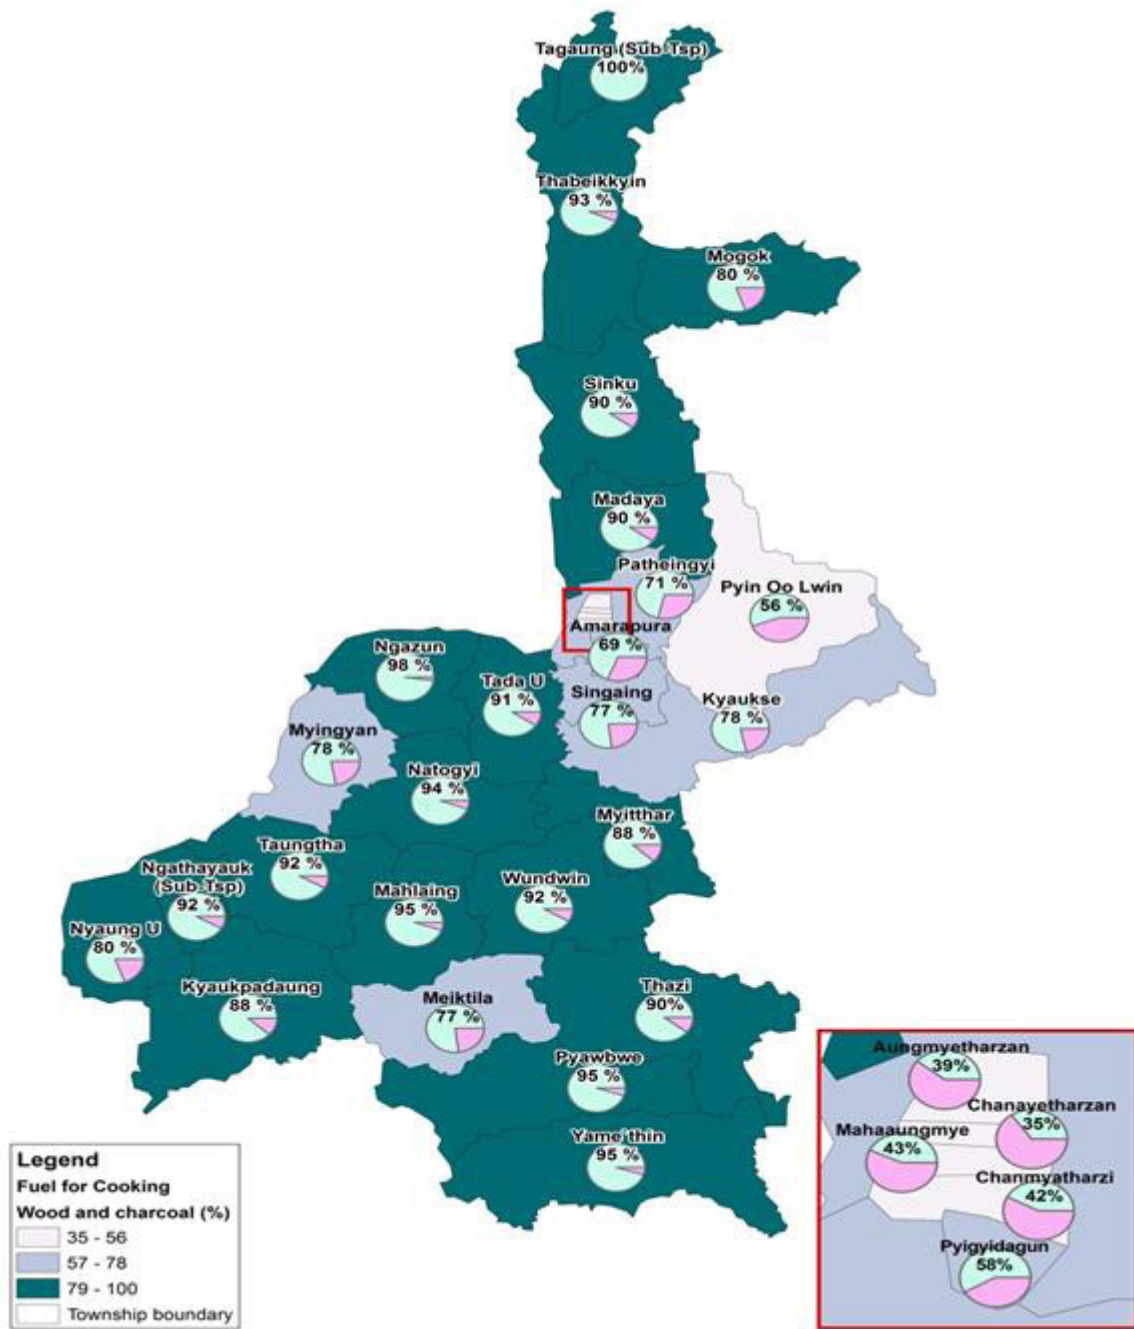 Tagaung (Sub-Tsp)
100%
Thabeikkyin
93 %
Mogok
80 %
Sinku
90 %
Madaya
90 %
Patheingyi
71 %
Pyin Oo Lwin
56 %
Amarapura
69 %
Ngazun
98 %
Tada U
91 %
Singaing
77 %
Kyaukse
78 %
Myingyan
78 %
Natogyi
94 %
Myitthar
88 %
Taungtha
92 %
Ngathayauk
(Sub-Tsp)
92 %
Mahlaing
95 %
Wundwin
92 %
Nyaung U
80 %
Kyaukpadaung
88 %
Meiktila
77 %
Thazi
90%
Pyawbwe
95 %
Yame`thin
95 %
Aungmyetharzan
39%
Chanayetharzan
35%
Mahaaungmye
43%
Chanmyatharzi
42%
Pyigyidagun
58%
Legend
Fuel for Cooking
Wood and charcoal (%)
35 - 56
57 - 78
79 - 100
Township boundary